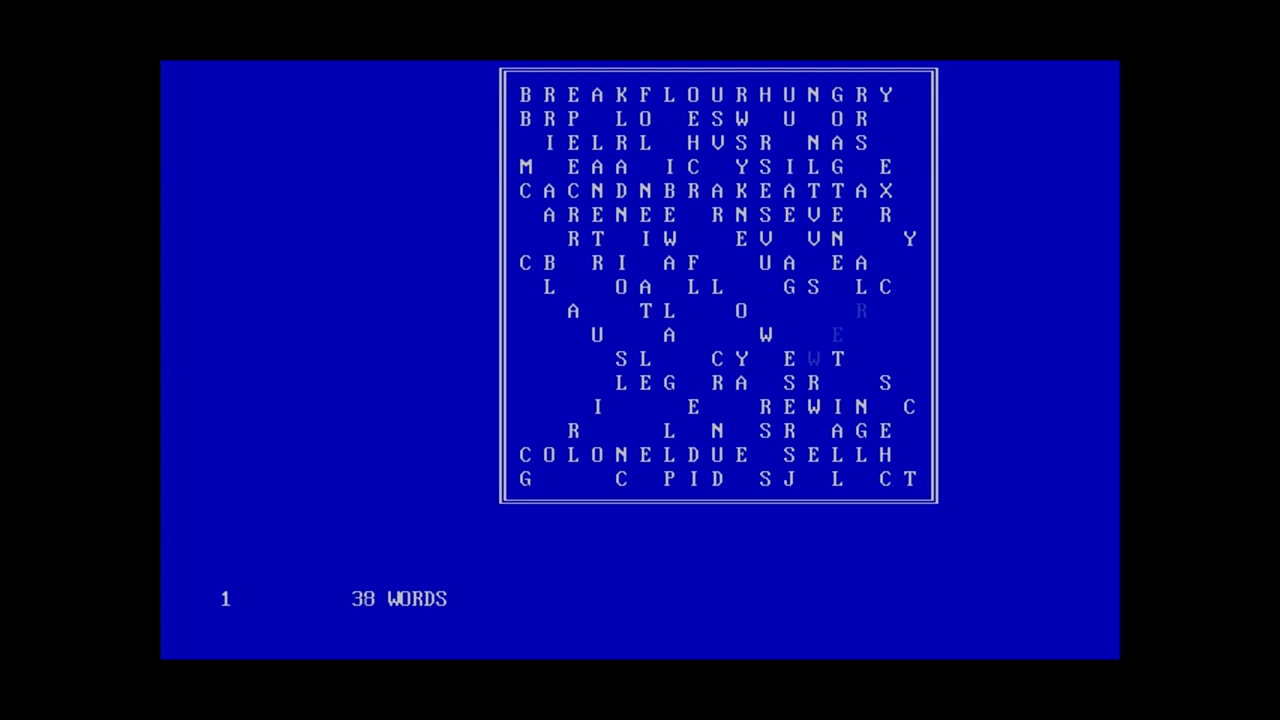 BREAKFLOURHUNGRY
BRP LO ESW U OR
IELRL HVSR NAS
M EAA IC YSILG E
CACNDNBRAKEATTAX
ARENEE RNSEVE R
RT IW EV VN Y
CB RI AF UA EA
L OA LL GS LC
A TL O R
U A W E
SL CY EWT
LEG RA SR S
I E REWIN C
R L N SR AGE
COLONELDUE SELLH
G C PID SJ L CT
1 38 WORDS